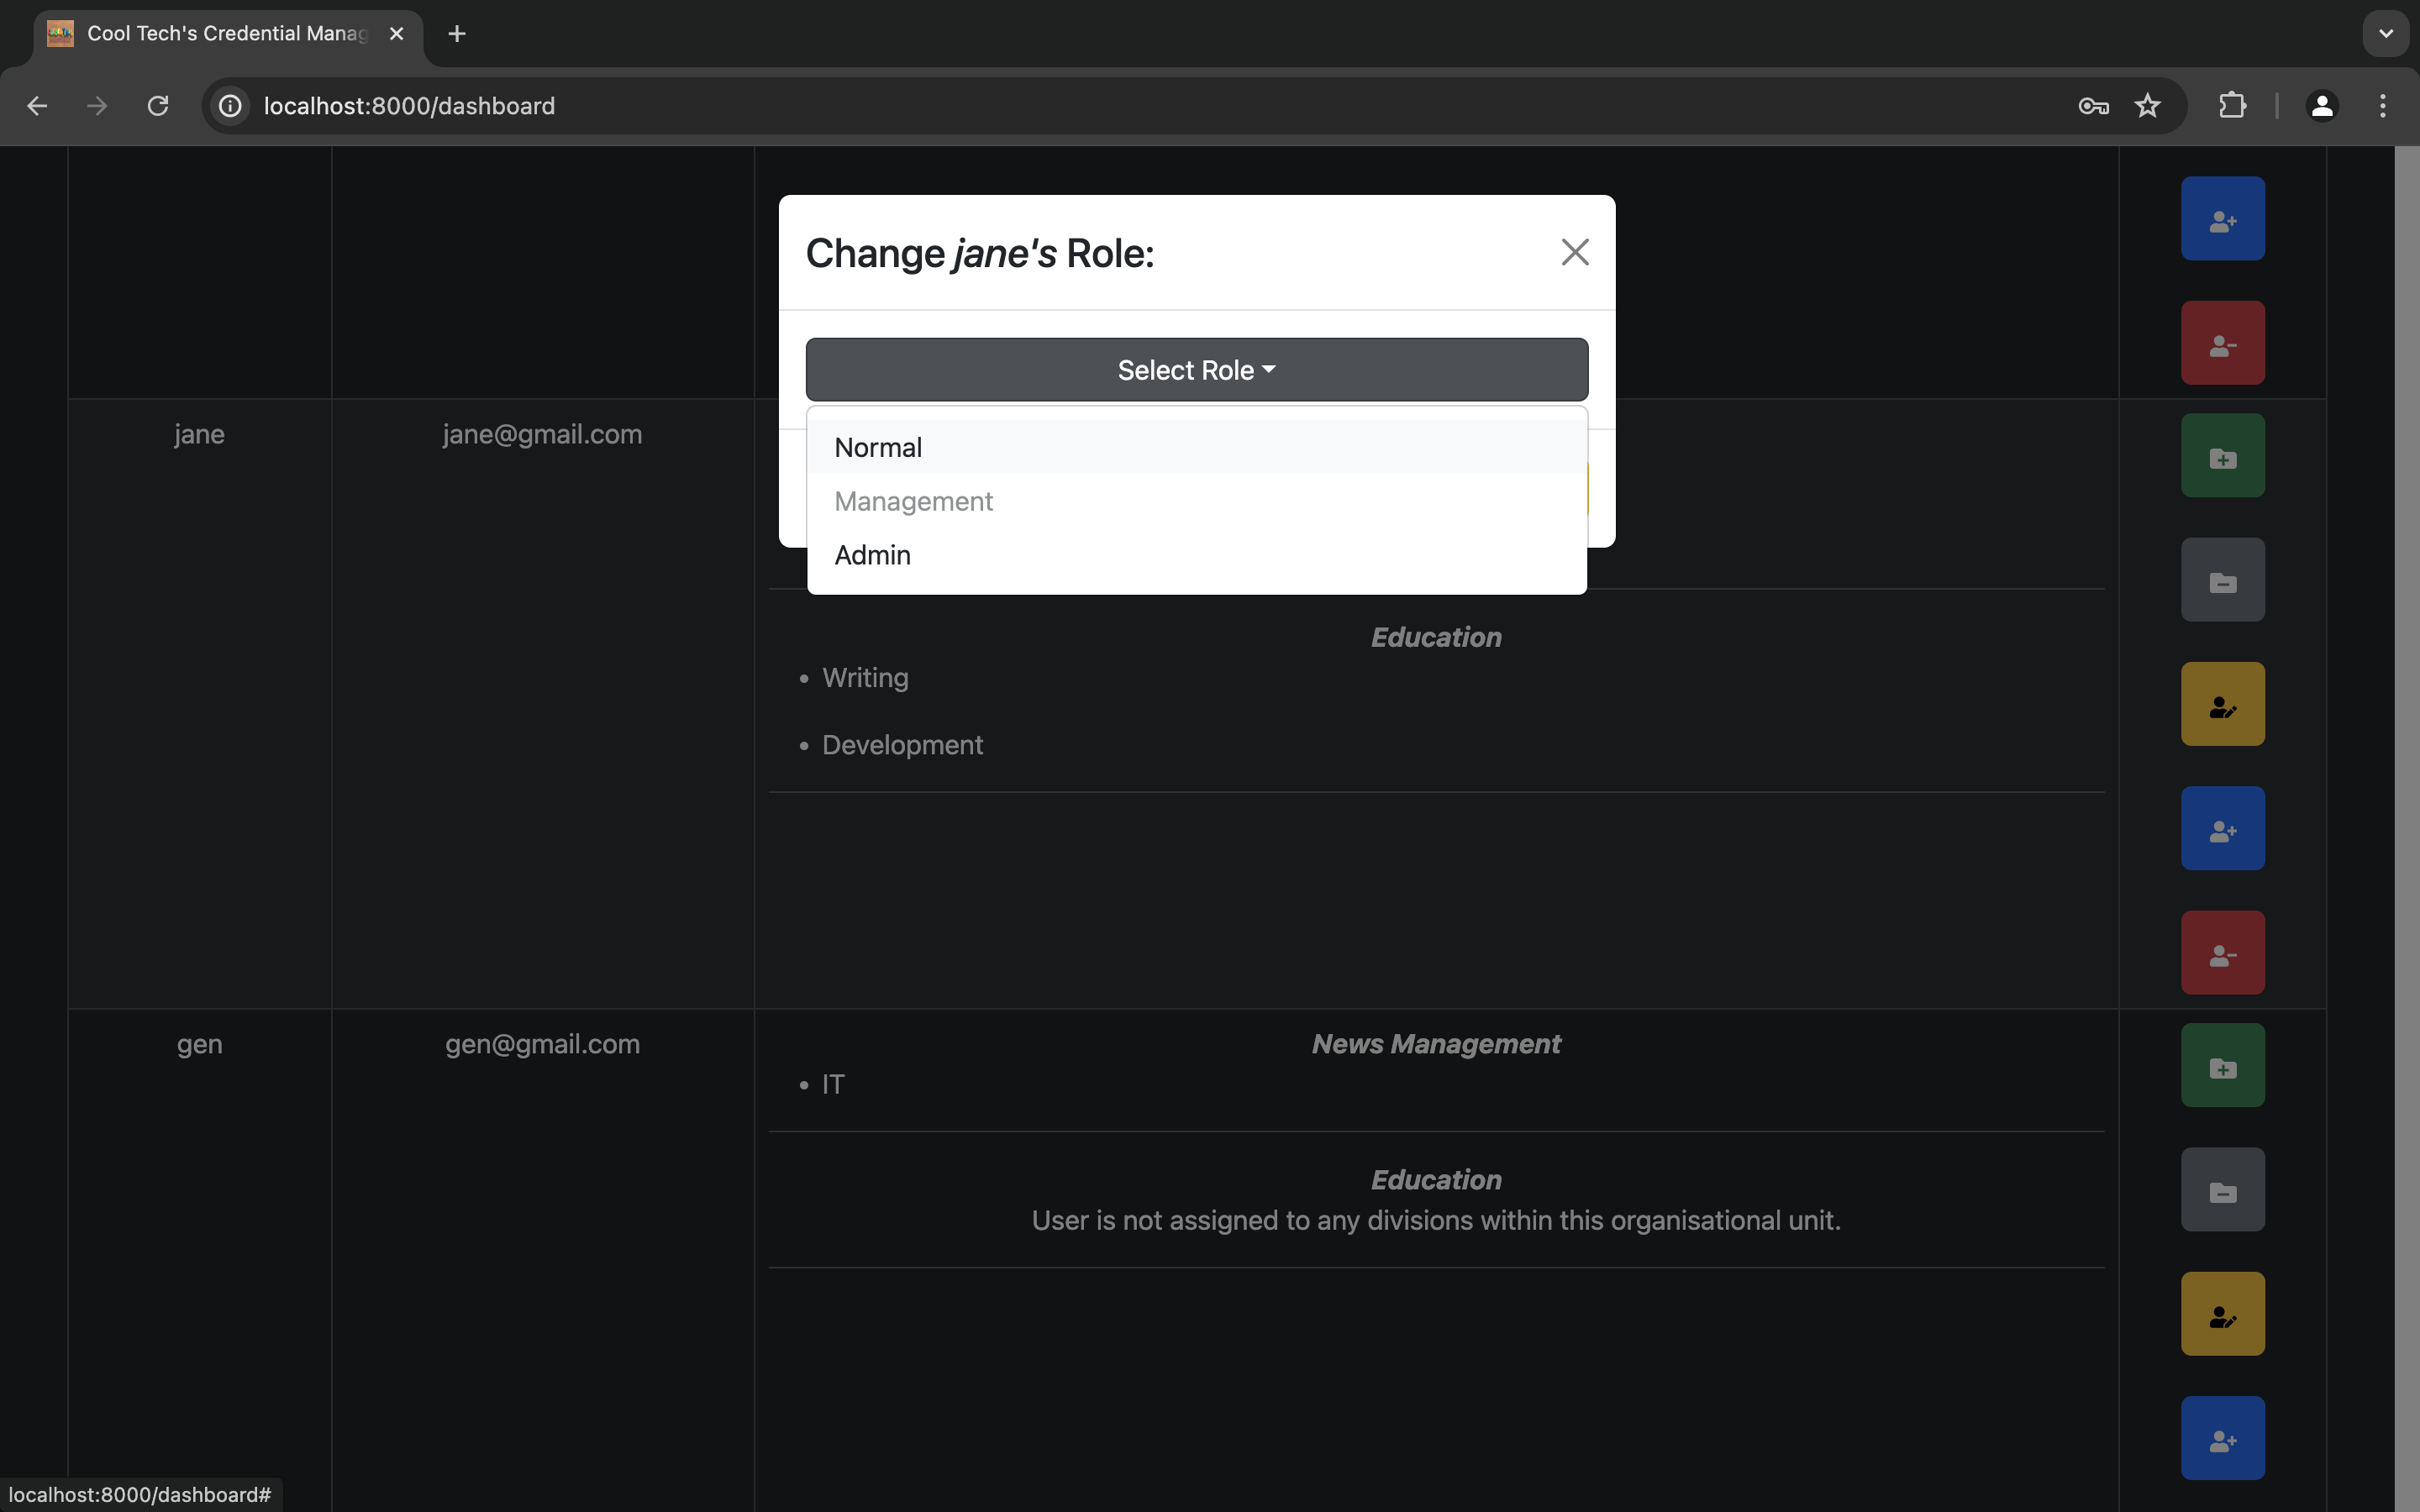 Cool Tech's Credential Manag
localhost:8000/dashboard
Change jane's Role:
Select Role
Normal
Management
Admin
jane
jane@gmail.com
Education
Writing
Development
gen
gen@gmail.com
News Management
IT
Education
User is not assigned to any divisions within this organisational unit.
localhost:8000/dashboard#